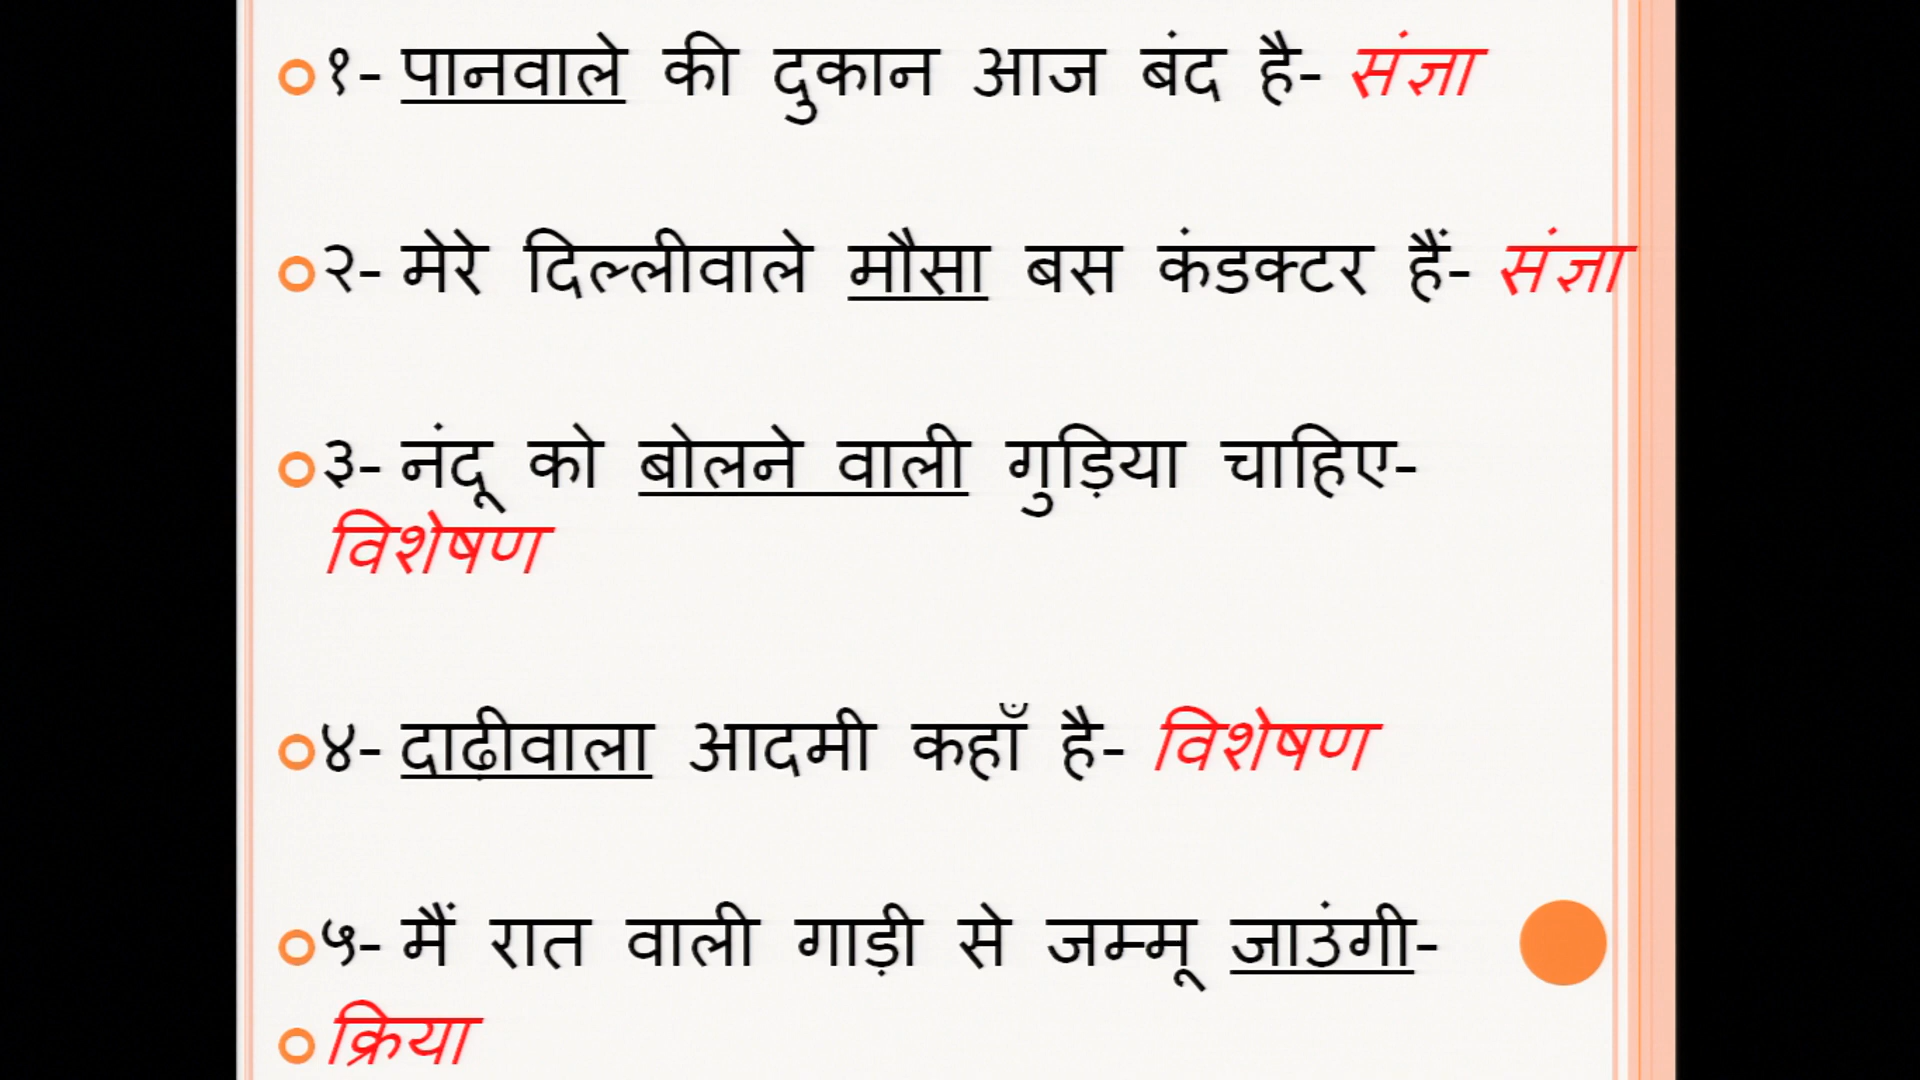 १- पानवाले की दुकान आज बंद है- संज्ञा
२- मेरे दिल्लीवाले मौसा बस कंडक्टर हैं- संज्ञा
३- नंदू को बोलने वाली गुड़िया चाहिए-
विशेषण
४- दाढ़ीवाला आदमी कहाँ है- विशेषण
५- मैं रात वाली गाड़ी से जम्मू जाउंगी-
क्रिया